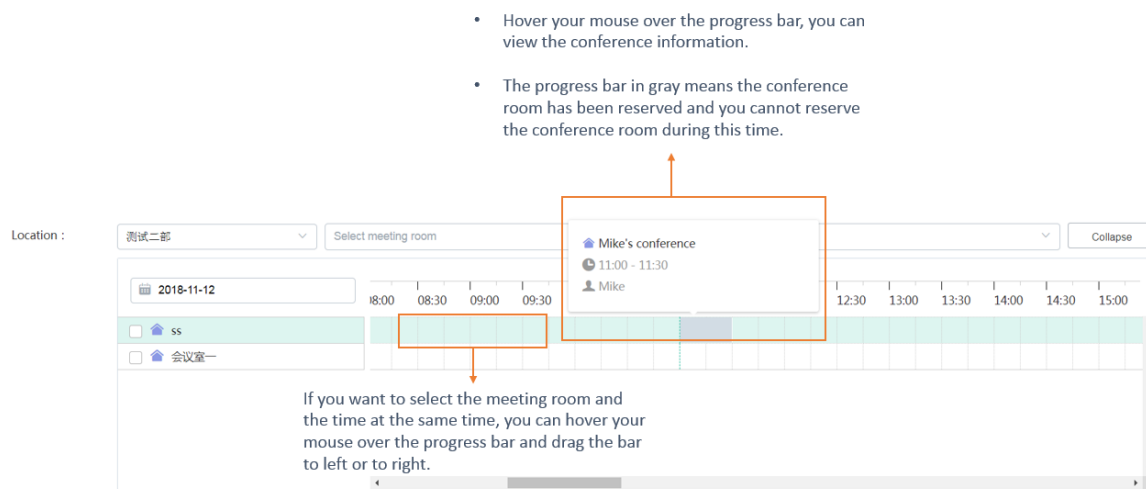 • Hover your mouse over the progress bar, you can
view the conference information.
• The progress bar in gray means the conference
room has been reserved and you cannot reserve
the conference room during this time.
Location :
测试二部
Select meeting room
Collapse
Mike's conference
11:00 - 11:30
Mike
2018-11-12
08:00 08:30 09:00 09:30 12:30 13:00 13:30 14:00 14:30 15:00
ss
会议室一
If you want to select the meeting room and
the time at the same time, you can hover your
mouse over the progress bar and drag the bar
to left or to right.